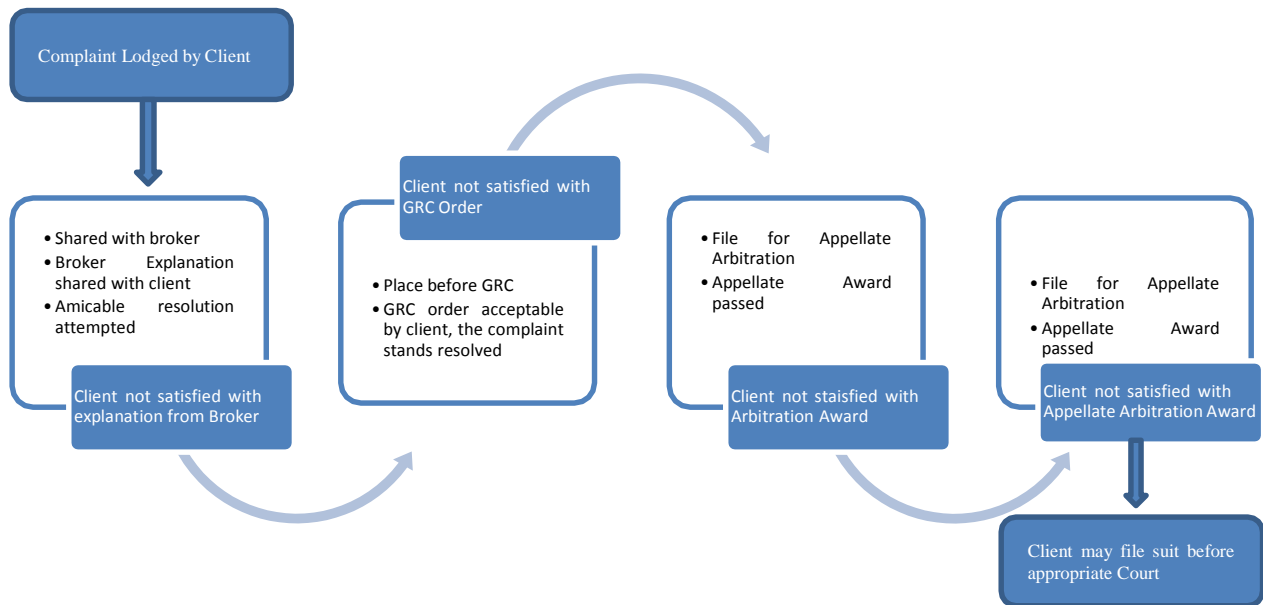 Complaint Lodged by Client
• Shared with broker
• Broker Explanation
shared with client
• Amicable resolution
attempted
Client not satisfied with
explanation from Broker
Client not satisfied with
GRC Order
• Place before GRC
• GRC order acceptable
by client, the complaint
stands resolved
• File for Appellate
Arbitration
• Appellate Award
passed
Client not staisfied with
Arbitration Award
• File for Appellate
Arbitration
• Appellate Award
passed
Client not satisfied with
Appellate Arbitration Award
Client may file suit before
appropriate Court